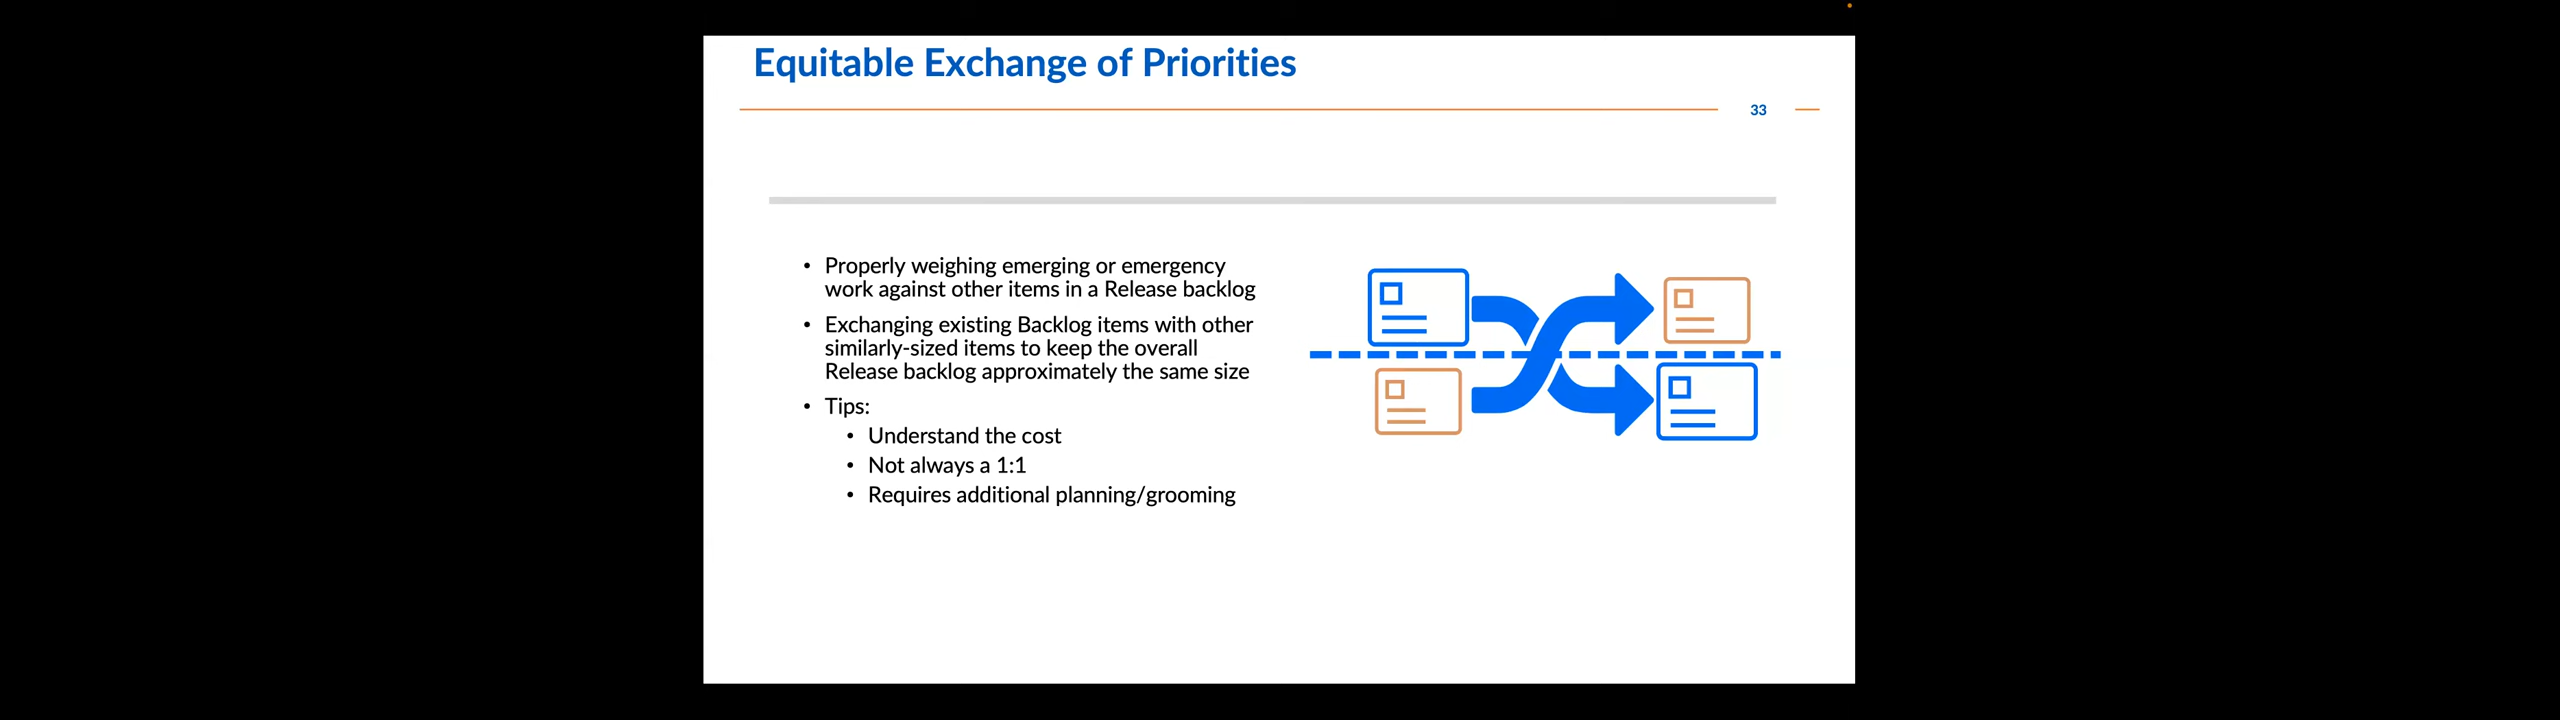 Equitable Exchange of Priorities
33
• Properly weighing emerging or emergency
work against other items in a Release backlog
• Exchanging existing Backlog items with other
similarly-sized items to keep the overall
Release backlog approximately the same size
• Tips:
• Understand the cost
• Not always a 1:1
• Requires additional planning/grooming